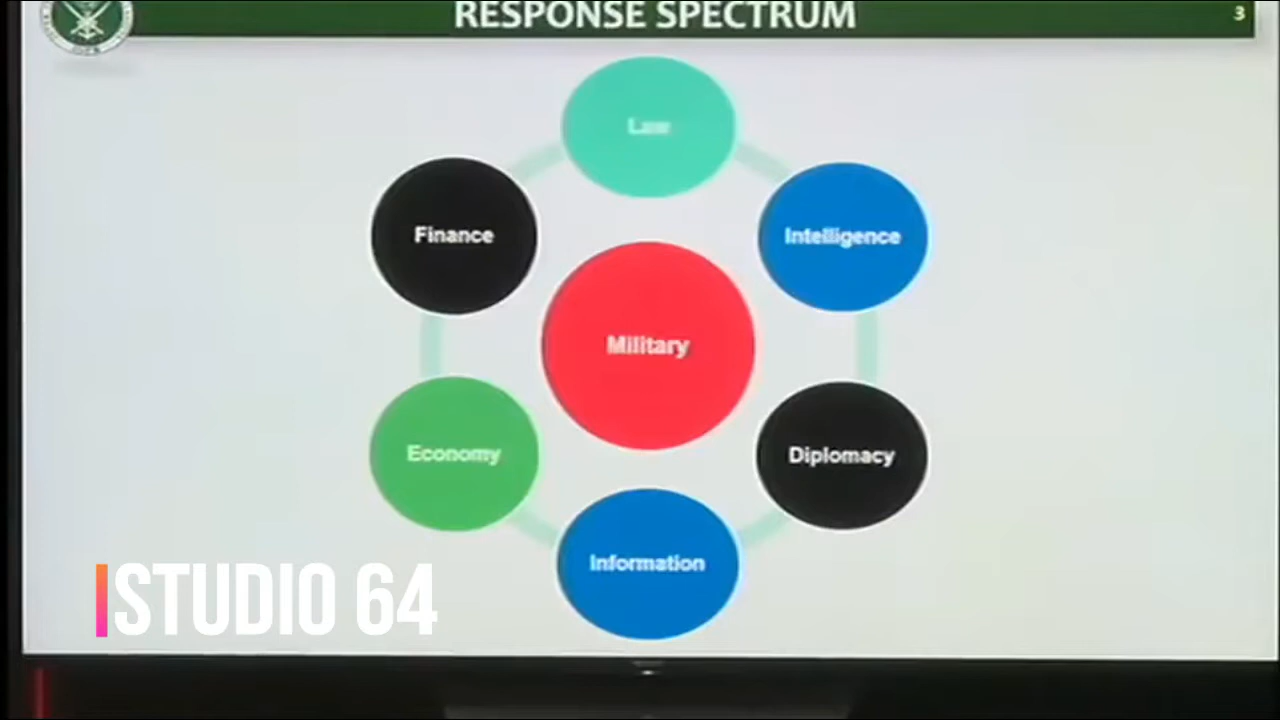 RESPONSE SPECTRUM
3
Law
Finance
Intelligence
Military
Economy
Diplomacy
Information
STUDIO 64